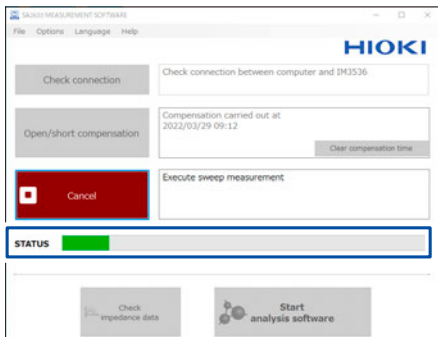 SA2633 MEASUREMENT SOFTWARE
File Options Language Help
HIOKI
Check connection
Check connection between computer and IM3536
Open/short compensation
Compensation carried out at
2022/03/29 09:12
Clear compensation time
Cancel
Execute sweep measurement
STATUS
Check
impedance data
Start
analysis software